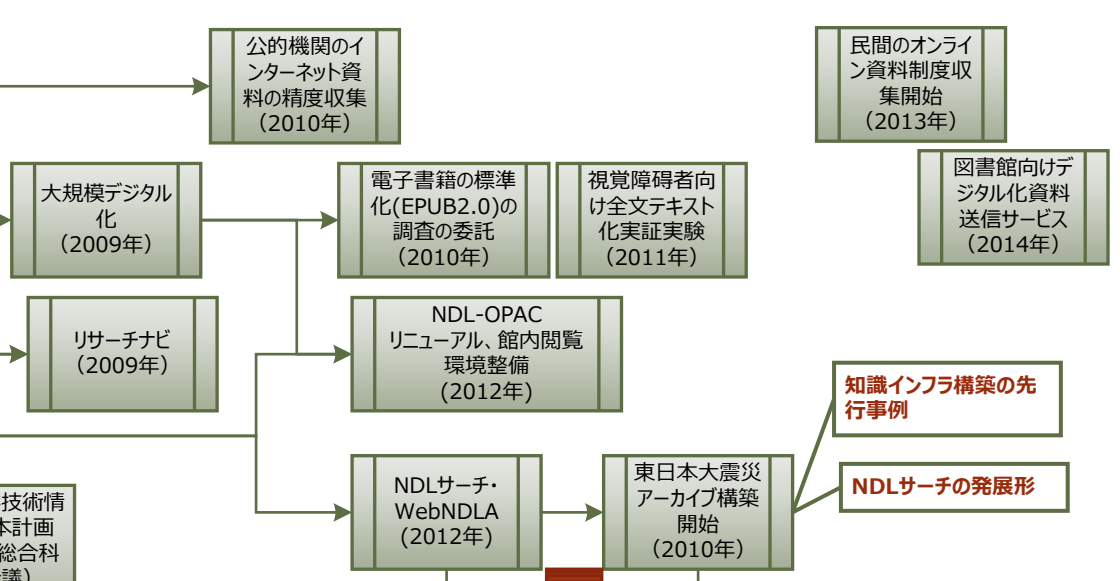 公的機関のイ
ンターネット資
料の精度収集
（2010年）
民間のオンライ
ン資料制度収
集開始
（2013年）
大規模デジタル
化
（2009年）
電子書籍の標準
化(EPUB2.0)の
調査の委託
（2010年）
視覚障碍者向
け全文テキスト
化実証実験
（2011年）
図書館向けデ
ジタル化資料
送信サービス
（2014年）
リサーチナビ
（2009年）
NDL-OPAC
リニューアル、館内閲覧
環境整備
(2012年)
知識インフラ構築の先
行事例
NDLサーチ・
WebNDLA
(2012年)
東日本大震災
アーカイブ構築
開始
（2010年）
NDLサーチの発展形
技術情
本計画
総合科
議）